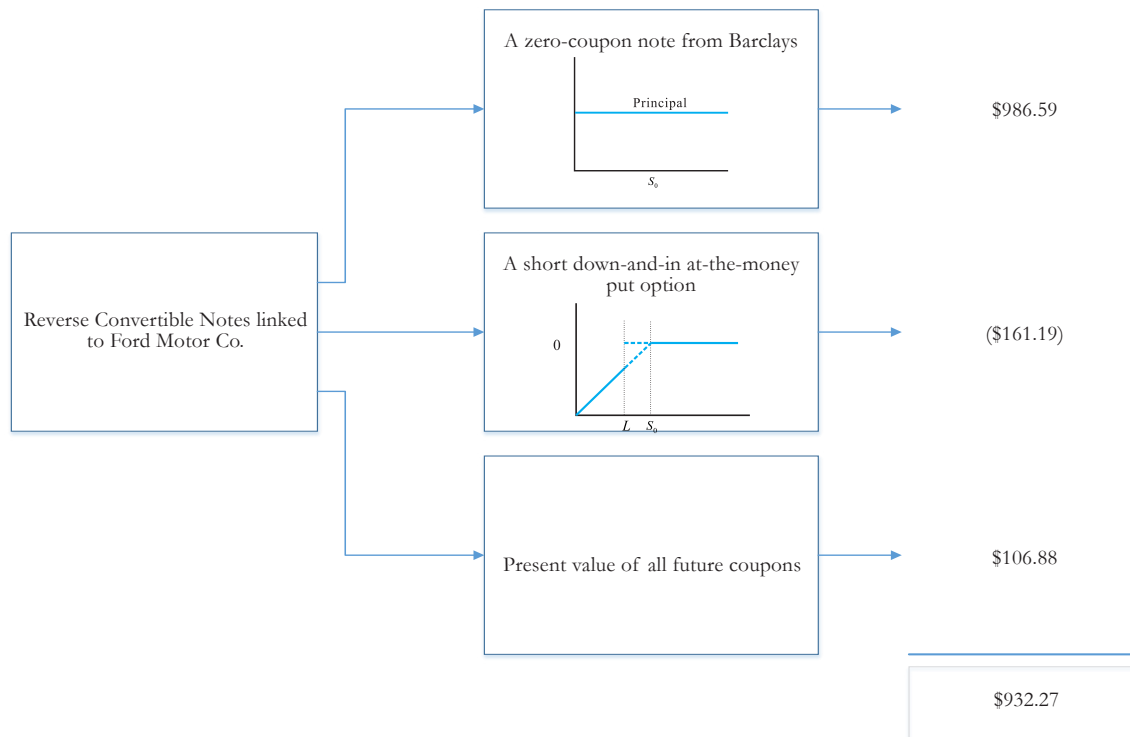 A zero-coupon note from Barclays
Principal
S₀
$986.59
Reverse Convertible Notes linked
to Ford Motor Co.
A short down-and-in at-the-money
put option
0
L S₀
($161.19)
Present value of all future coupons
$106.88
$932.27